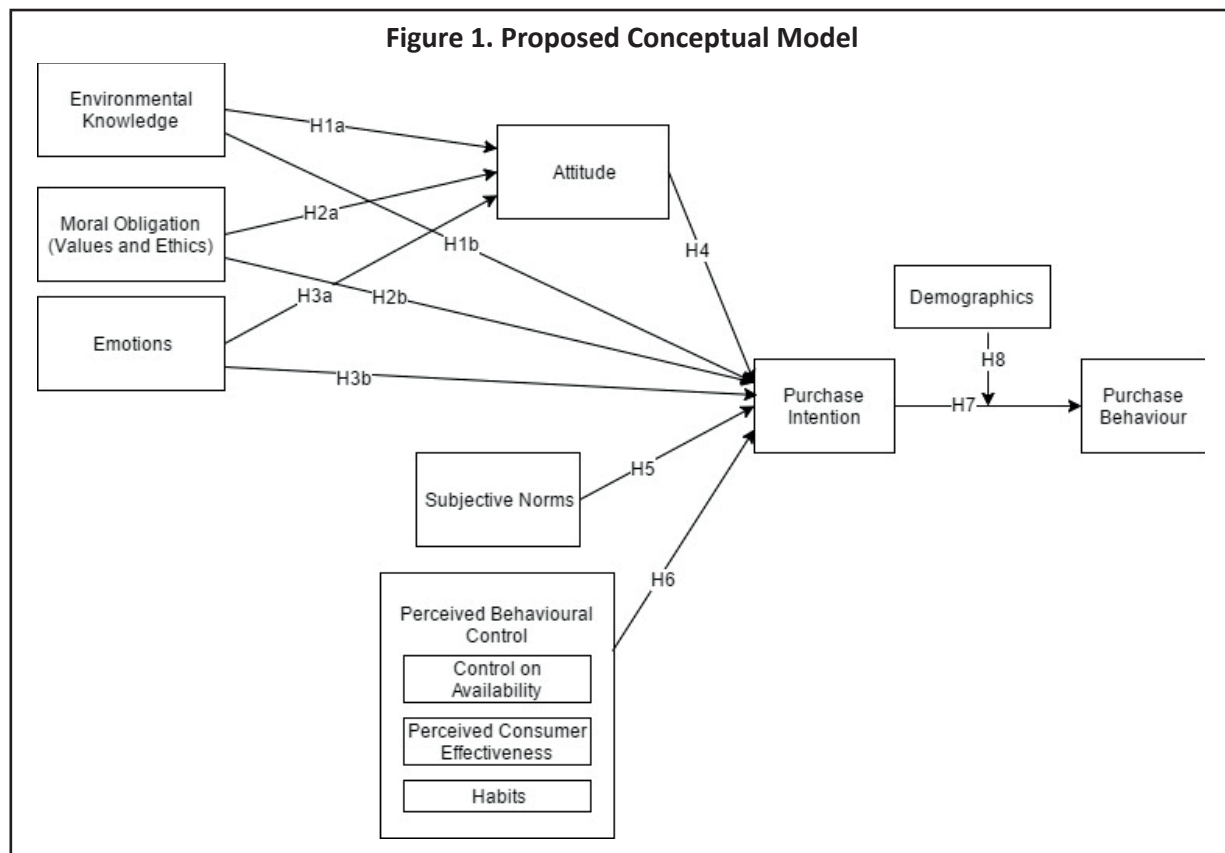 Figure 1. Proposed Conceptual Model
Environmental
Knowledge
H1a
Attitude
Moral Obligation
(Values and Ethics)
H2a
H1b
H4
Emotions
H3a
H2b
Demographics
H3b
H8
Purchase
Intention
H7
Purchase
Behaviour
Subjective Norms
H5
H6
Perceived Behavioural
Control
Control on
Availability
Perceived Consumer
Effectiveness
Habits